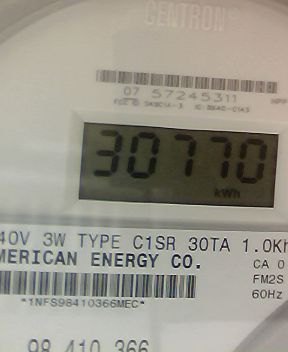 CENTRON®
07 57245311
30770
kWh
40V 3W TYPE C1SR 30TA 1.0Kh
MERICAN ENERGY CO.
CA 0
FM2S
60Hz
*1NFS98410366MEC*
98 410 366